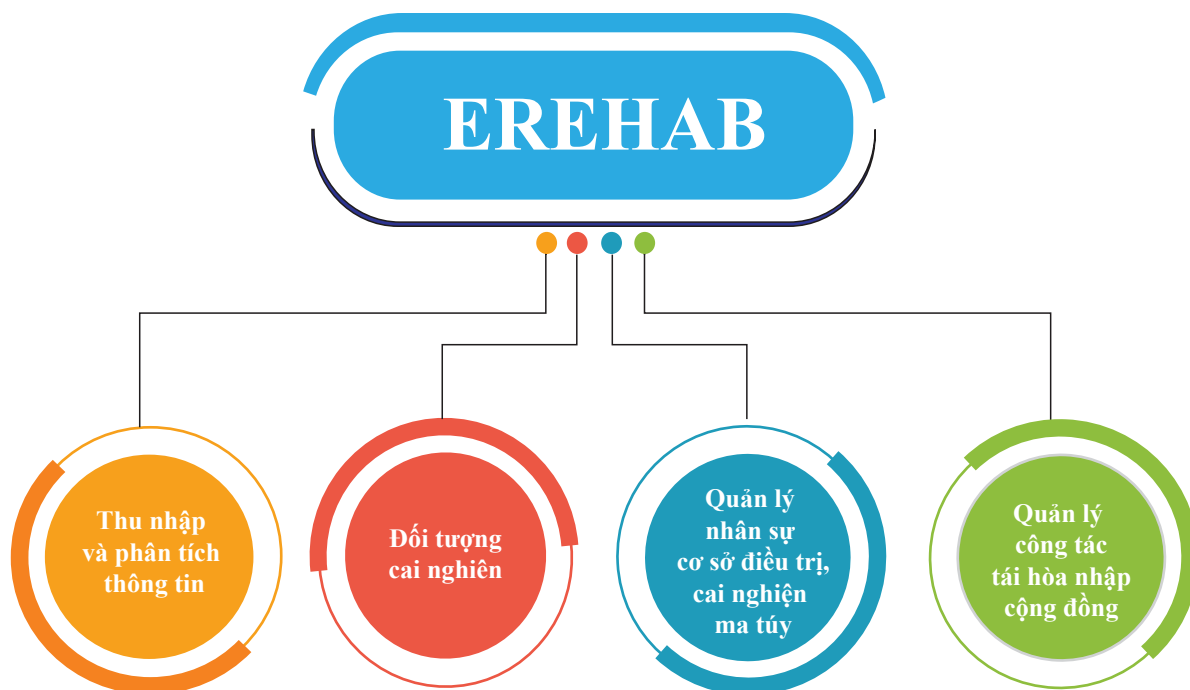 EREHAB
Thu nhập
và phân tích
thông tin
Đối tượng
cai nghiên
Quản lý
nhân sự
cơ sở điều trị,
cai nghiện
ma túy
Quản lý
công tác
tái hòa nhập
cộng đồng